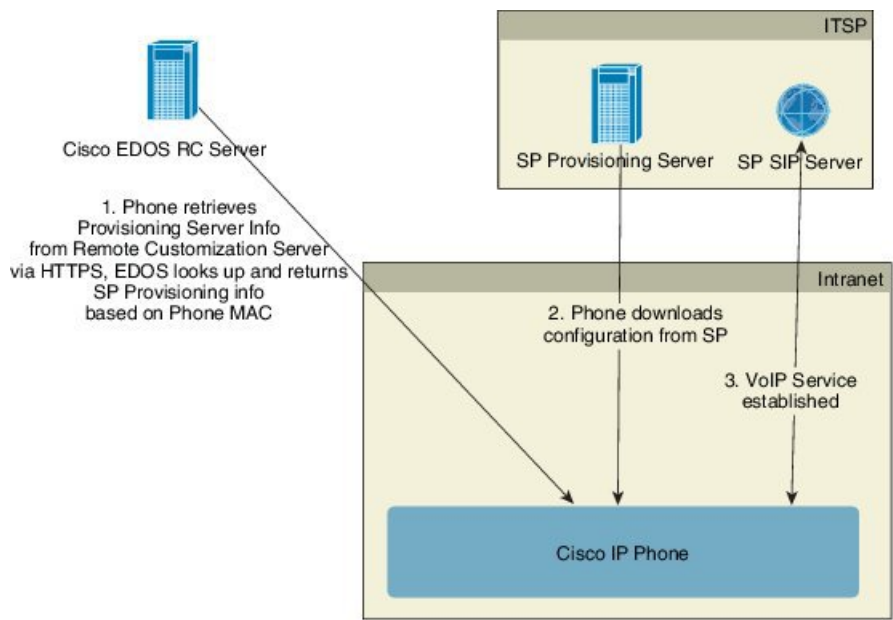 ITSP
Cisco EDOS RC Server
SP Provisioning Server
SP SIP Server
1. Phone retrieves
Provisioning Server Info
from Remote Customization Server
via HTTPS, EDOS looks up and returns
SP Provisioning info
based on Phone MAC
Intranet
2. Phone downloads
configuration from SP
3. VoIP Service
established
Cisco IP Phone